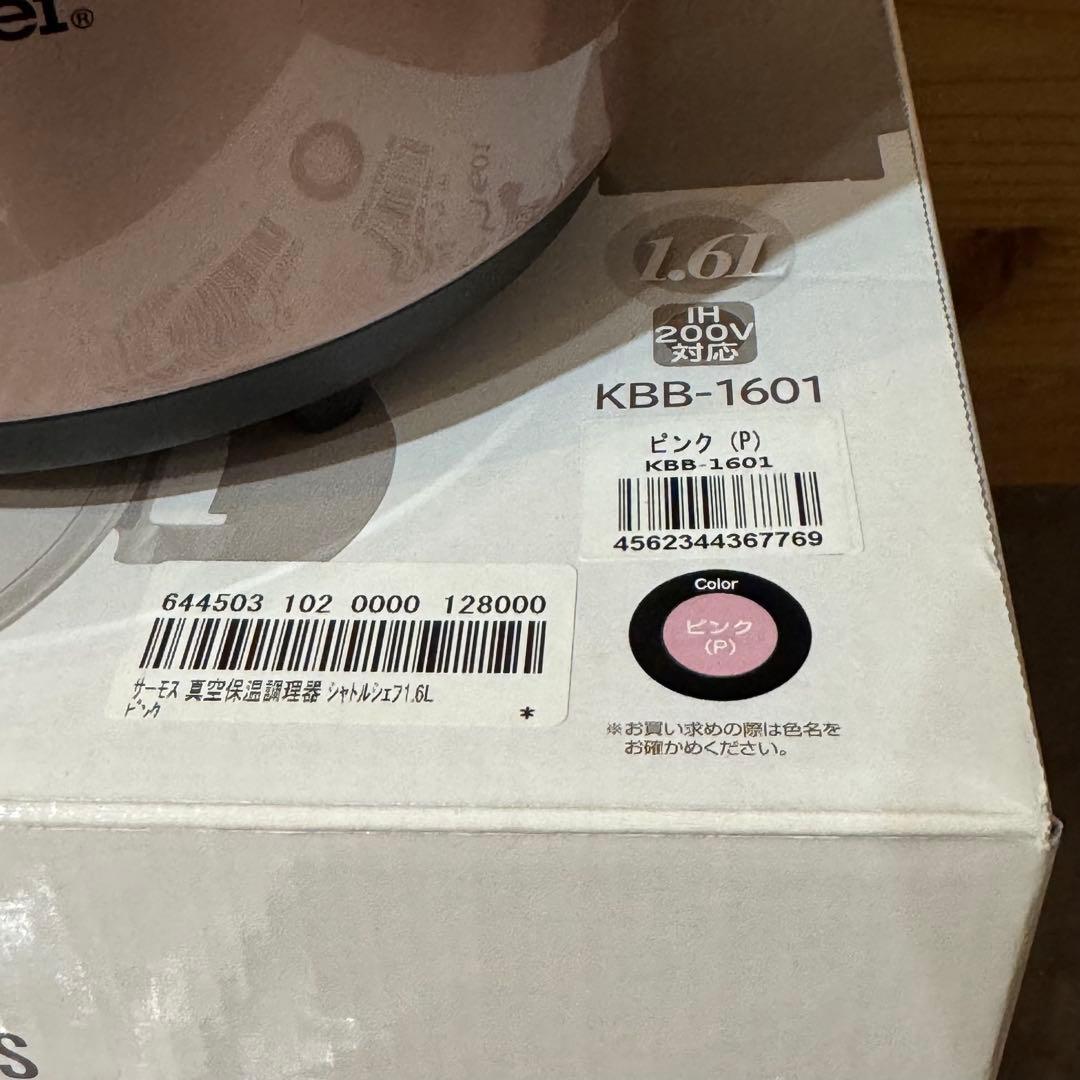 ef®
1.6L
IH
200V
対応
KBB-1601
ピンク (P)
KBB-1601
4562344367769
Color
ピンク
(P)
※お買い求めの際は色名を
お確かめください。
644503 102 0000 128000
サーモス 真空保温調理器 シャトルシェフ1.6L
ピンク
*
S